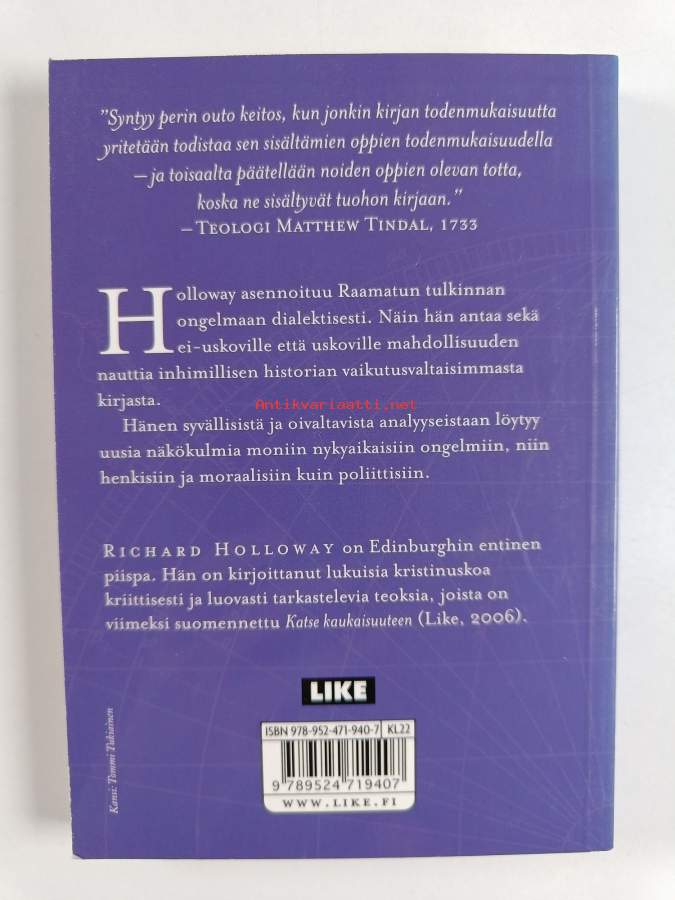 ”Syntyy perin outo keitos, kun jonkin kirjan todenmukaisuutta
yritetään todistaa sen sisältämien oppien todenmukaisuudella
—ja toisaalta päätellään noiden oppien olevan totta,
koska ne sisältyvät tuohon kirjaan.”
— Teologi Matthew Tindal, 1733
Holloway asennoituu Raamatun tulkinnan
ongelmaan dialektisesti. Näin hän antaa sekä
ei-uskoville että uskoville mahdollisuuden
nauttia inhimillisen historian vaikutusvaltaisimmasta
kirjasta.
Antikvariaatti.net
Hänen syvällisistä ja oivaltavista analyyseistaan löytyy
uusia näkökulmia moniin nykyaikaisiin ongelmiin, niin
henkisiin ja moraalisiin kuin poliittisiin.
Richard Holloway on Edinburghin entinen
piispa. Hän on kirjoittanut lukuisia kristinuskoa
kriittisesti ja luovasti tarkastelevia teoksia, joista on
viimeksi suomennettu Katse kaukaisuuteen (Like, 2006).
LIKE
ISBN 978-952-471-940-7 KL22
9 789524 719407
WWW.LIKE.FI
Kansi: Tommi Tukiainen